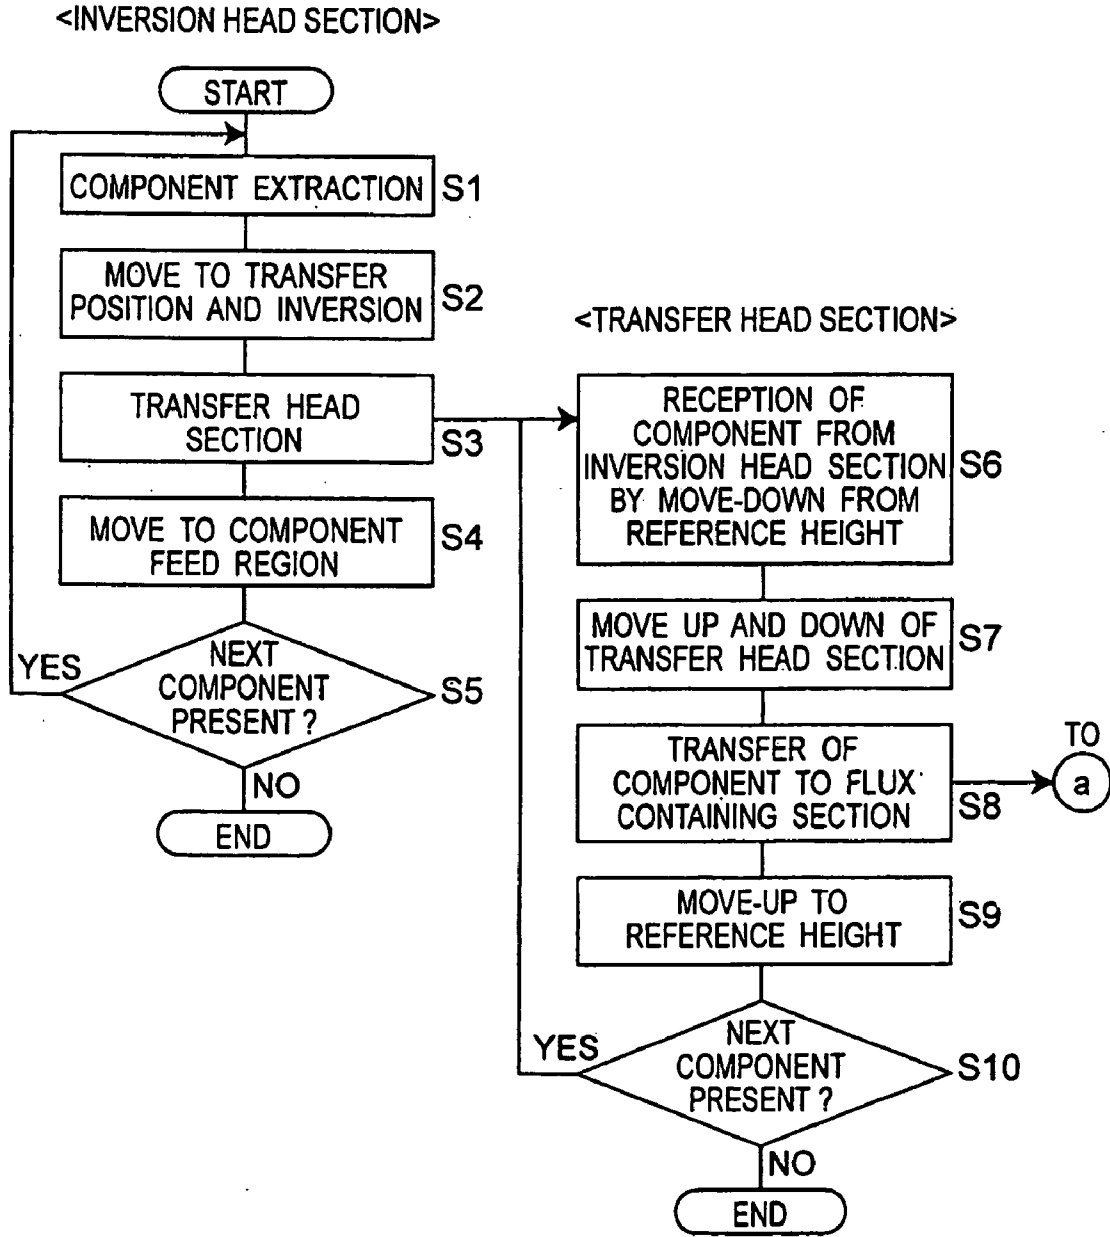 <INVERSION HEAD SECTION>
START
COMPONENT EXTRACTION
S1
MOVE TO TRANSFER
POSITION AND INVERSION
S2
TRANSFER HEAD
SECTION
S3
MOVE TO COMPONENT
FEED REGION
S4
YES
NEXT
COMPONENT
PRESENT ?
S5
NO
END
<TRANSFER HEAD SECTION>
RECEPTION OF
COMPONENT FROM
INVERSION HEAD SECTION
BY MOVE-DOWN FROM
REFERENCE HEIGHT
S6
MOVE UP AND DOWN OF
TRANSFER HEAD SECTION
S7
TRANSFER OF
COMPONENT TO FLUX
CONTAINING SECTION
S8
TO
a
MOVE-UP TO
REFERENCE HEIGHT
S9
YES
NEXT
COMPONENT
PRESENT ?
S10
NO
END